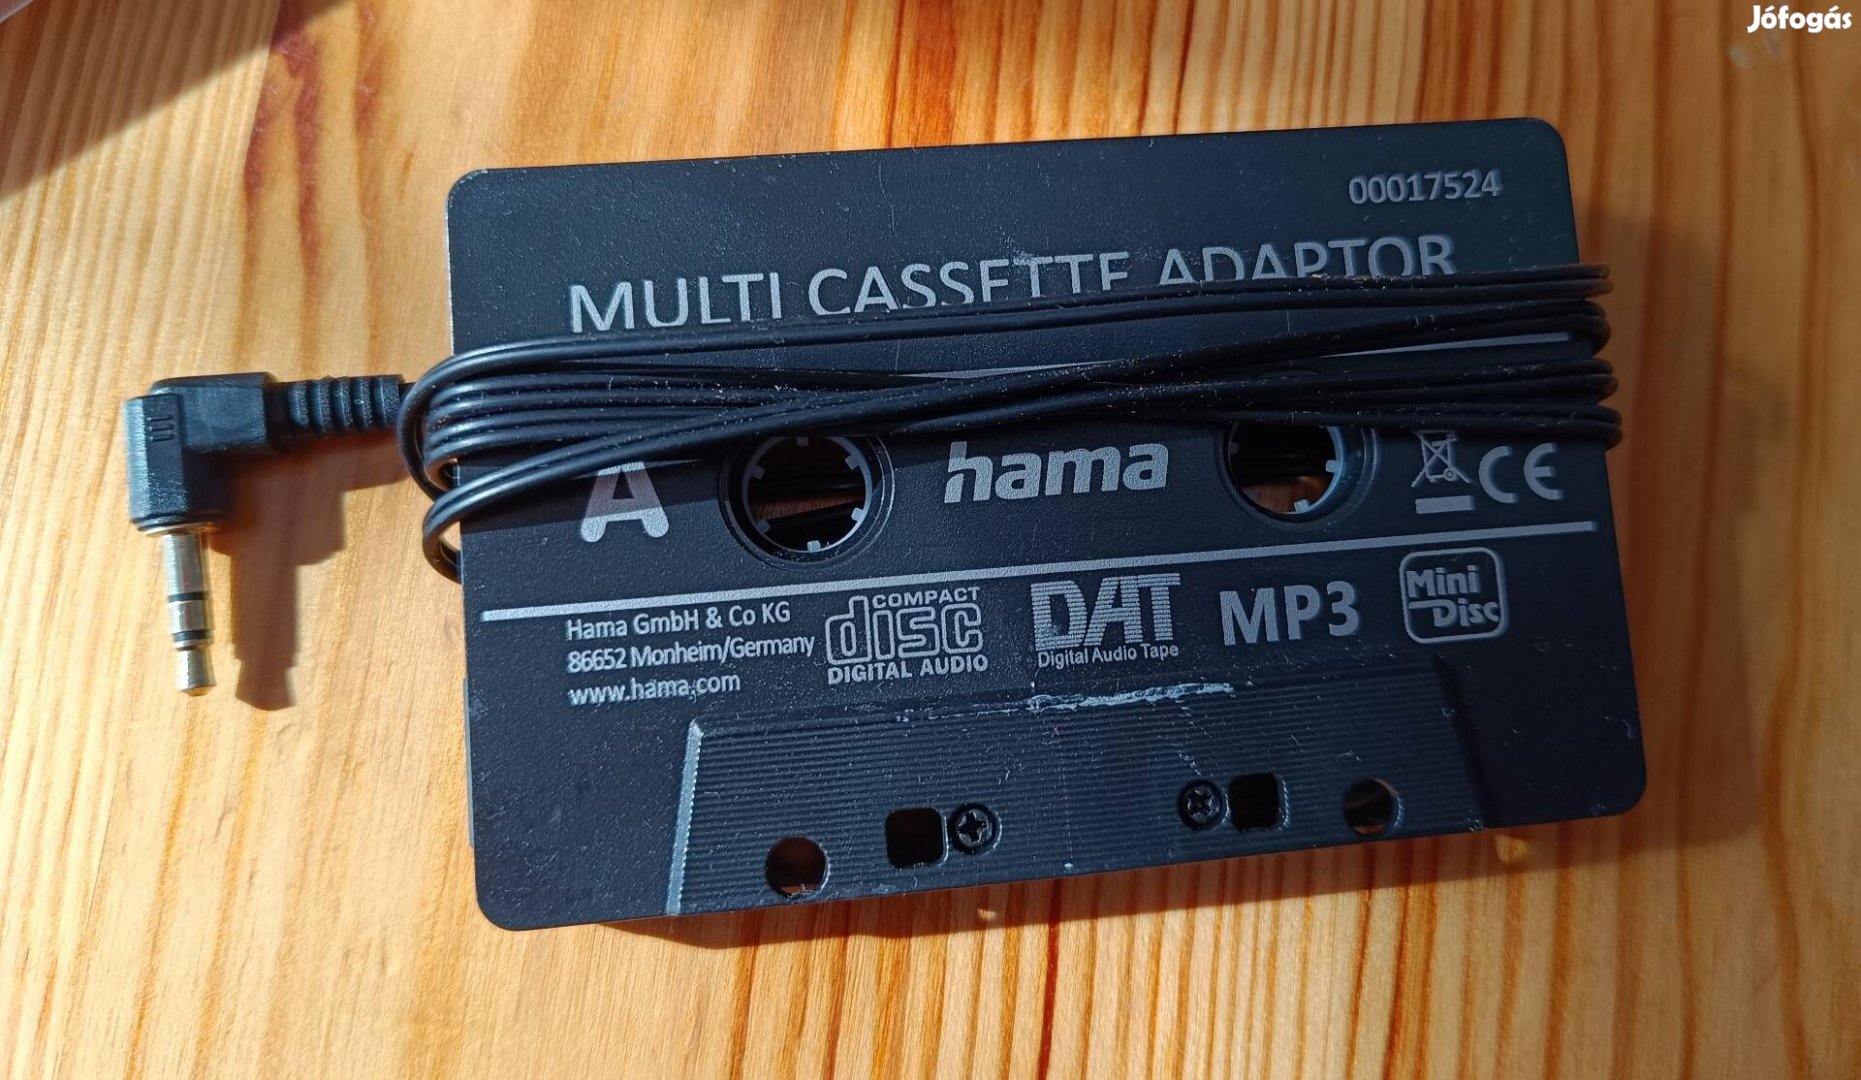 Jófogás
00017524
MULTI CASSETTE ADAPTOR
A
hama
CE
Hama GmbH & Co KG
86652 Monheim/Germany
www.hama.com
COMPACT
disc
DIGITAL AUDIO
DAT
Digital Audio Tape
MP3
Mini
Disc